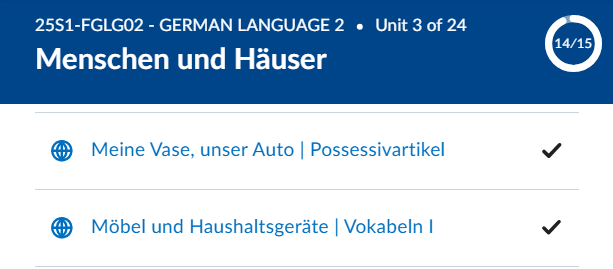 25S1-FGLG02 - GERMAN LANGUAGE 2 • Unit 3 of 24
Menschen und Häuser
14/15
Meine Vase, unser Auto | Possessivartikel
Möbel und Haushaltsgeräte | Vokabeln I